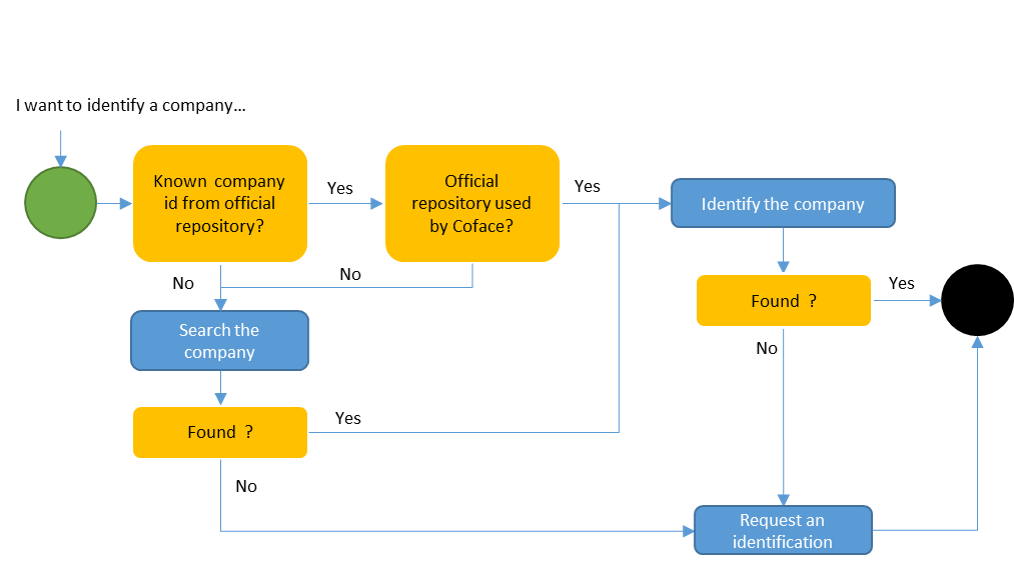 I want to identify a company...
Known company
id from official
repository?
Yes
Official
repository used
by Coface?
Yes
Identify the company
No
No
Search the
company
Found ?
Yes
No
Found ?
Yes
No
Request an
identification